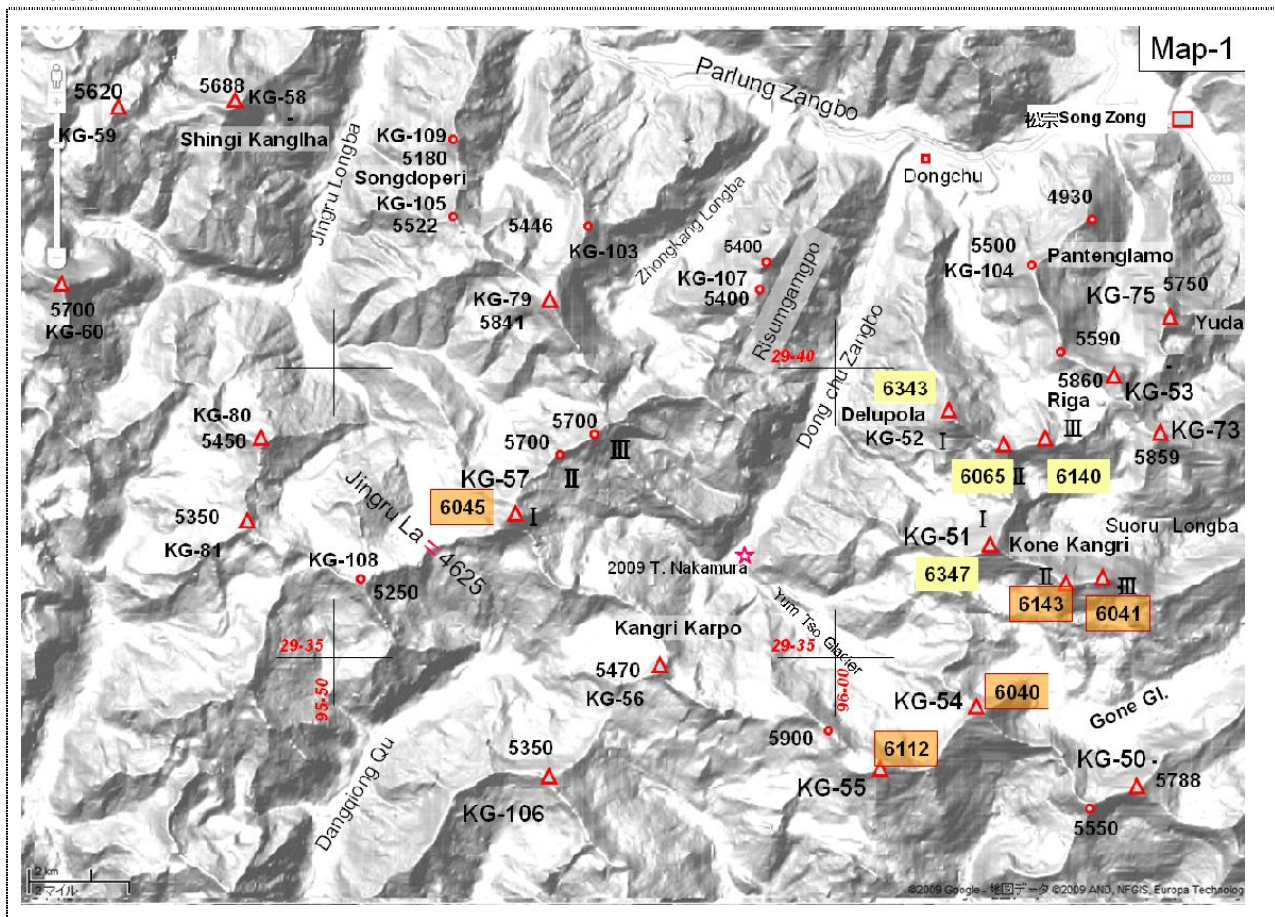 Map-1
Parlung Zangbo
5620
KG-59
5688
KG-58
Shingi Kanglha
Jingru Longba
KG-109
5180
Songdoperi
KG-105
5522
5446
KG-103
Zhongkang Longba
松宗Song Zong
Dongchu
4930
5500
KG-104
Pantenglamo
5400
KG-107
5400
Risumgamgpo
5700
KG-60
KG-79
5841
KG-75
5750
Yuda
29-40
Dong chu Zangbo
5590
5860
KG-53
Riga
6343
Delupola
KG-52
I
II
III
6065
6140
KG-73
5859
KG-80
5450
5700
5700
III
II
KG-57
6045
I
5350
KG-81
Jingru La = 4625
KG-108
5250
2009 T. Nakamura
Yum Tso Glacier
I
KG-51
Kone Kangri
Suoru Longba
6347
II
III
6143
6041
29-35
95-50
Kangri Karpo
5470
KG-56
29-35
96-00
KG-54
6040
Gone Gl.
5900
6112
KG-55
KG-50
5788
5550
5350
KG-106
Dangqiong Qu
2 km
2 マイル
©2009 Google - 地図データ ©2009 AND, NFGIS, Europa Technolog